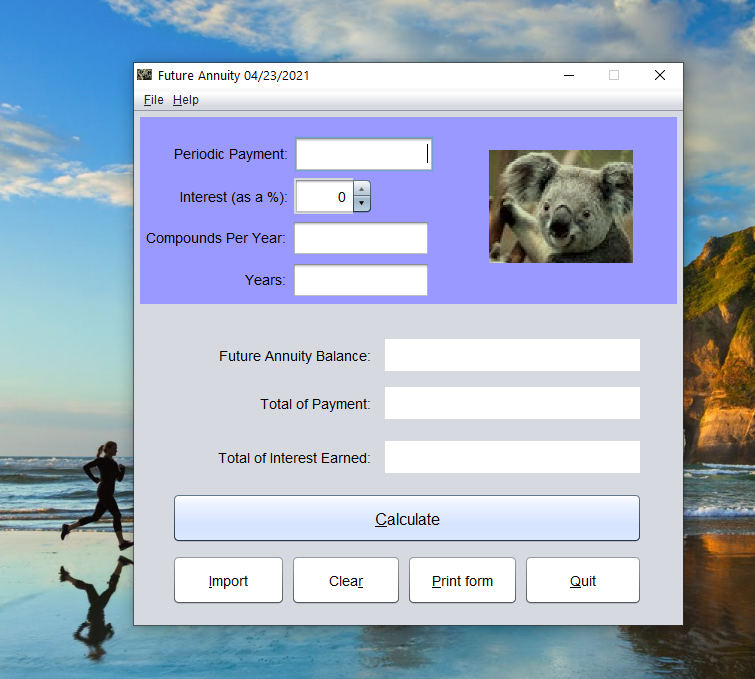 Future Annuity 04/23/2021
File Help
Periodic Payment:
Interest (as a %): 0
Compounds Per Year:
Years:
Future Annuity Balance:
Total of Payment:
Total of Interest Earned:
Calculate
Import Clear Print form Quit